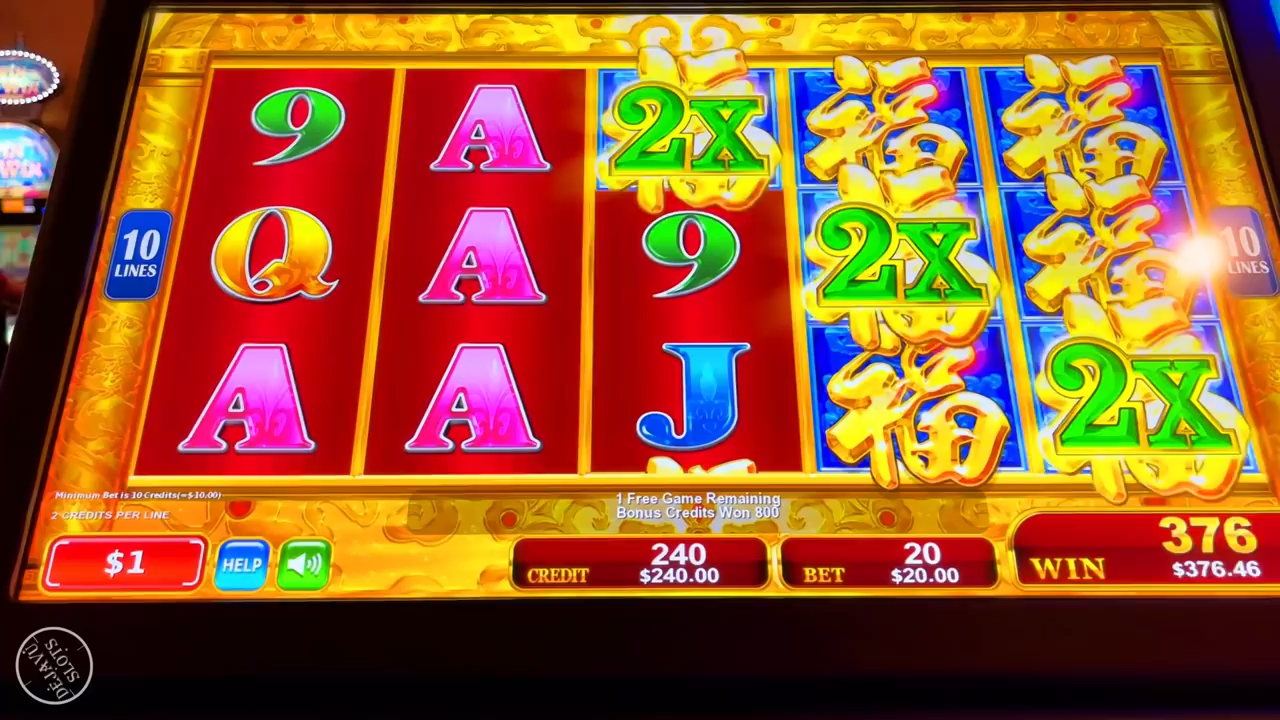 9 A 2X 福 福
10 LINES
Q A 9 2X 福
10 LINES
A A J 福 2X
Minimum Bet is 10 Credits(=$10.00)
2 CREDITS PER LINE
1 Free Game Remaining
Bonus Credits Won 800
$1
HELP
CREDIT 240
$240.00
BET 20
$20.00
WIN 376
$376.46
DÉJÀVU SLOTS